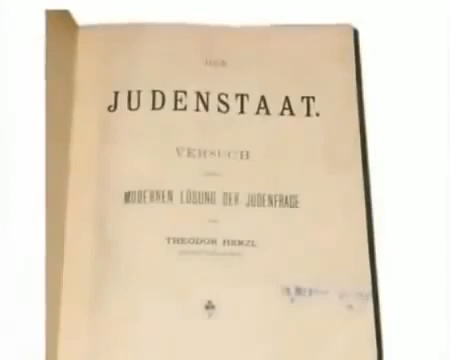 DER
JUDENSTAAT.
VERSUCH
MODERNEN LÖSUNG DER JUDENFRAGE
THEODOR HERZL